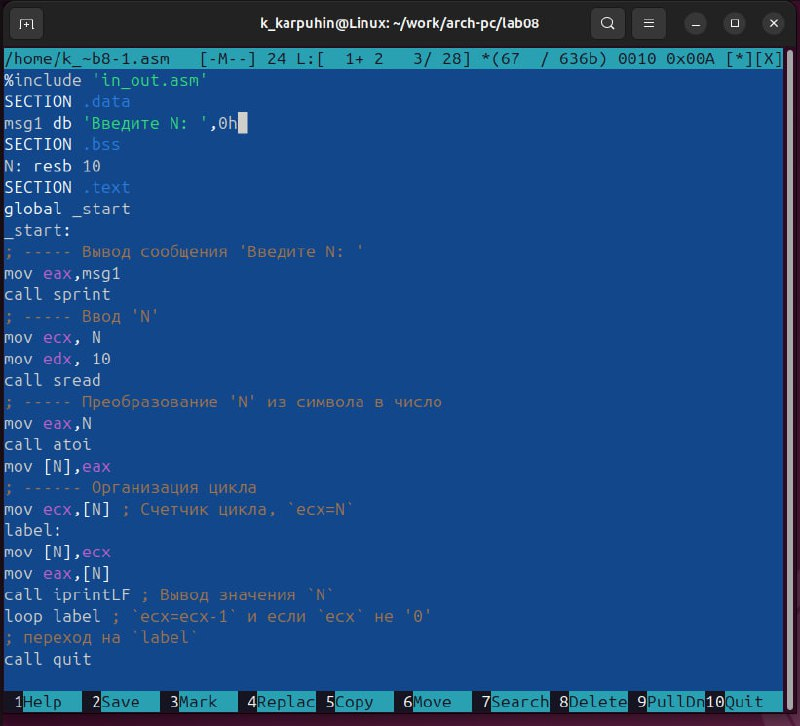 k_karpuhin@Linux: ~/work/arch-pc/lab08
/home/k_~b8-1.asm [-M--] 24 L:[ 1+ 2 3/ 28] *(67 / 636b) 0010 0x00A [*][X]
%include 'in_out.asm'
SECTION .data
msg1 db 'Введите N: ',0h
SECTION .bss
N: resb 10
SECTION .text
global _start
_start:
; ----- Вывод сообщения 'Введите N: '
mov eax,msg1
call sprint
; ----- Ввод 'N'
mov ecx, N
mov edx, 10
call sread
; ----- Преобразование 'N' из символа в число
mov eax,N
call atoi
mov [N],eax
; ------ Организация цикла
mov ecx,[N] ; Счетчик цикла, `ecx=N`
label:
mov [N],ecx
mov eax,[N]
call iprintLF ; Вывод значения `N`
loop label ; `ecx=ecx-1` и если `ecx` не '0'
; переход на `label`
call quit
1Help 2Save 3Mark 4Replac 5Copy 6Move 7Search 8Delete 9PullDn 10Quit